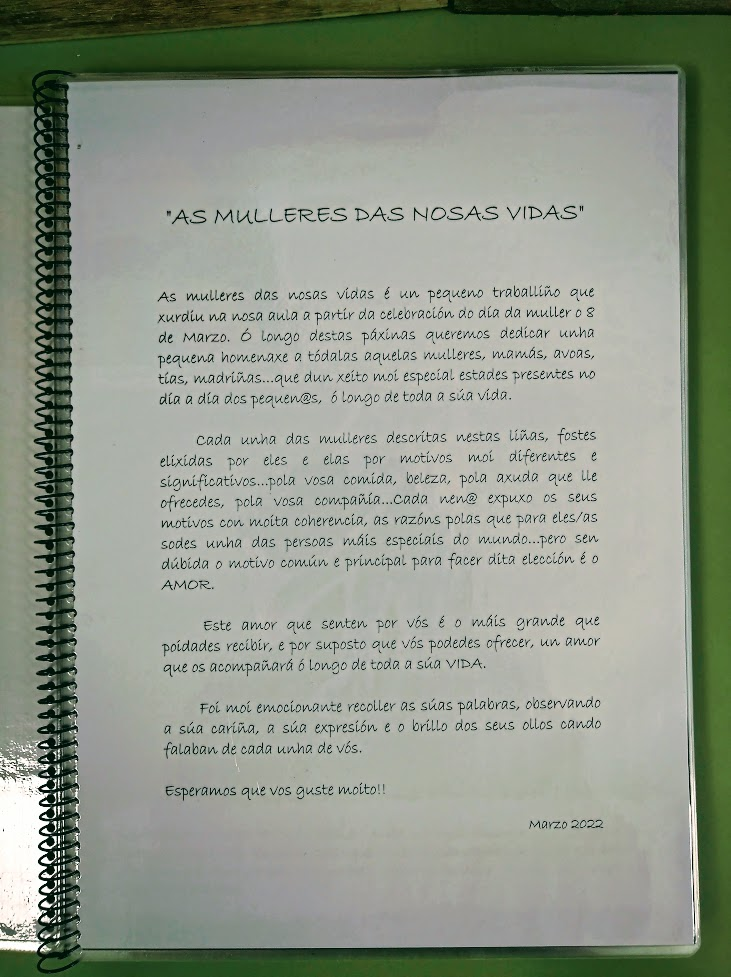 "AS MULLERES DAS NOSAS VIDAS"
As mulleres das nosas vidas é un pequeno traballiño que
xurdiu na nosa aula a partir da celebración do día da muller o 8
de Marzo. Ó longo destas páxinas queremos dedicar unha
pequena homenaxe a tódalas aquelas mulleres, mamás, avoas,
tías, madriñas...que dun xeito moi especial estades presentes no
día a día dos pequen@s, ó longo de toda a súa vida.
Cada unha das mulleres descritas nestas liñas, fostes
elixidas por eles e elas por motivos moi diferentes e
significativos...pola vosa comida, beleza, pola axuda que lle
ofrecedes, pola vosa compañía...Cada nen@ expuxo os seus
motivos con moita coherencia, as razóns polas que para eles/as
sodes unha das persoas máis especiais do mundo...pero sen
dúbida o motivo común e principal para facer dita elección é o
AMOR.
Este amor que senten por vós é o máis grande que
poidades recibir, e por suposto que vós podedes ofrecer, un amor
que os acompañará ó longo de toda a súa VIDA.
Foi moi emocionante recoller as súas palabras, observando
a súa cariña, a súa expresión e o brillo dos seus ollos cando
falaban de cada unha de vós.
Esperamos que vos guste moito!!
Marzo 2022